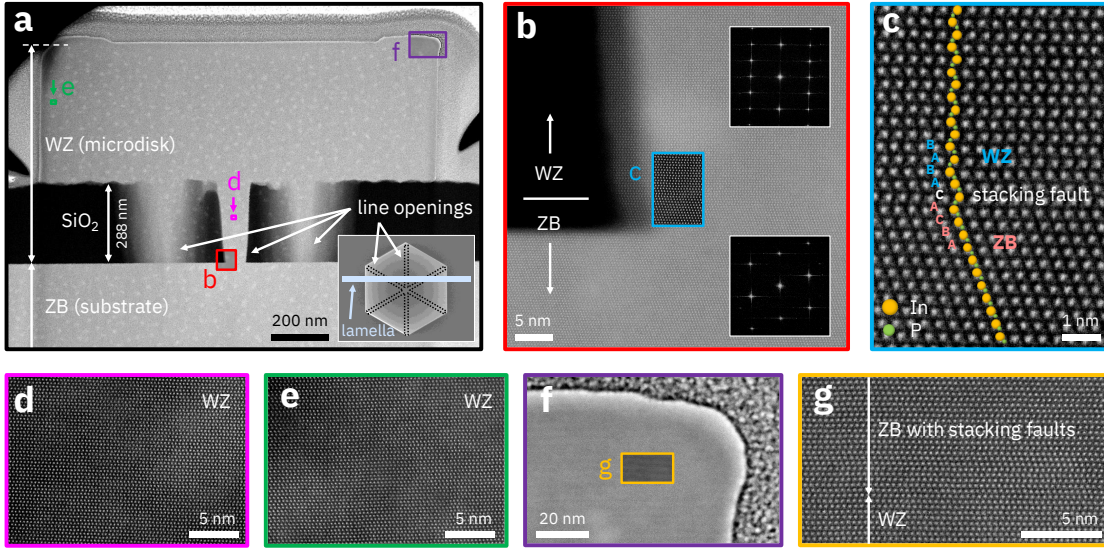 a
f
e
WZ (microdisk)
d
SiO₂
288 nm
line openings
b
ZB (substrate)
200 nm
lamella
b
WZ
C
ZB
5 nm
c
B
A
B
A
C
A
C
B
A
WZ
stacking fault
ZB
In
P
1 nm
d
WZ
5 nm
e
WZ
5 nm
f
g
20 nm
g
ZB with stacking faults
WZ
5 nm